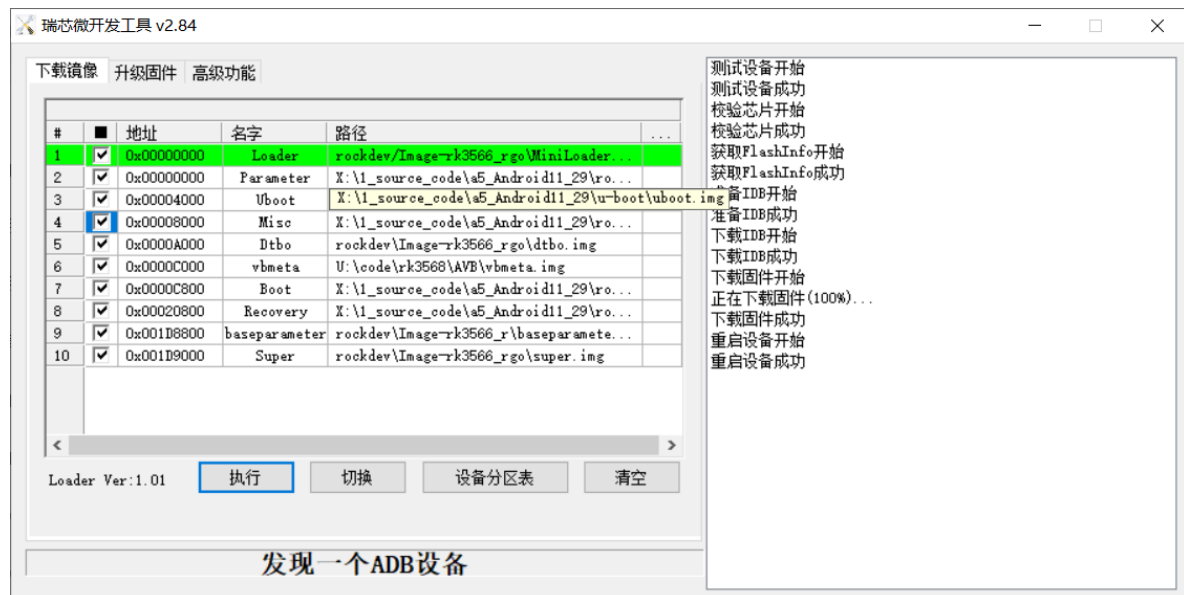 瑞芯微开发工具 v2.84
下载镜像 升级固件 高级功能
# ■ 地址 名字 路径 ...
1 0x00000000 Loader rockdev/Image-rk3566_rgo\MiniLoader...
2 0x00000000 Parameter X:\1_source_code\a5_Android11_29\ro...
3 0x00004000 Uboot X:\1_source_code\a5_Android11_29\u-boot\uboot.img
4 0x00008000 Misc X:\1_source_code\a5_Android11_29\ro...
5 0x0000A000 Dtbo rockdev\Image-rk3566_rgo\dtbo.img
6 0x0000C000 vbmeta U:\code\rk3568\AVB\vbmeta.img
7 0x0000C800 Boot X:\1_source_code\a5_Android11_29\ro...
8 0x00020800 Recovery X:\1_source_code\a5_Android11_29\ro...
9 0x001D8800 baseparameter rockdev\Image-rk3566_r\baseparamete...
10 0x001D9000 Super rockdev\Image-rk3566_rgo\super.img
Loader Ver:1.01 执行 切换 设备分区表 清空
发现一个ADB设备
测试设备开始
测试设备成功
校验芯片开始
校验芯片成功
获取FlashInfo开始
获取FlashInfo成功
备IDB开始
准备IDB成功
下载IDB开始
下载IDB成功
下载固件开始
正在下载固件(100%)...
下载固件成功
重启设备开始
重启设备成功